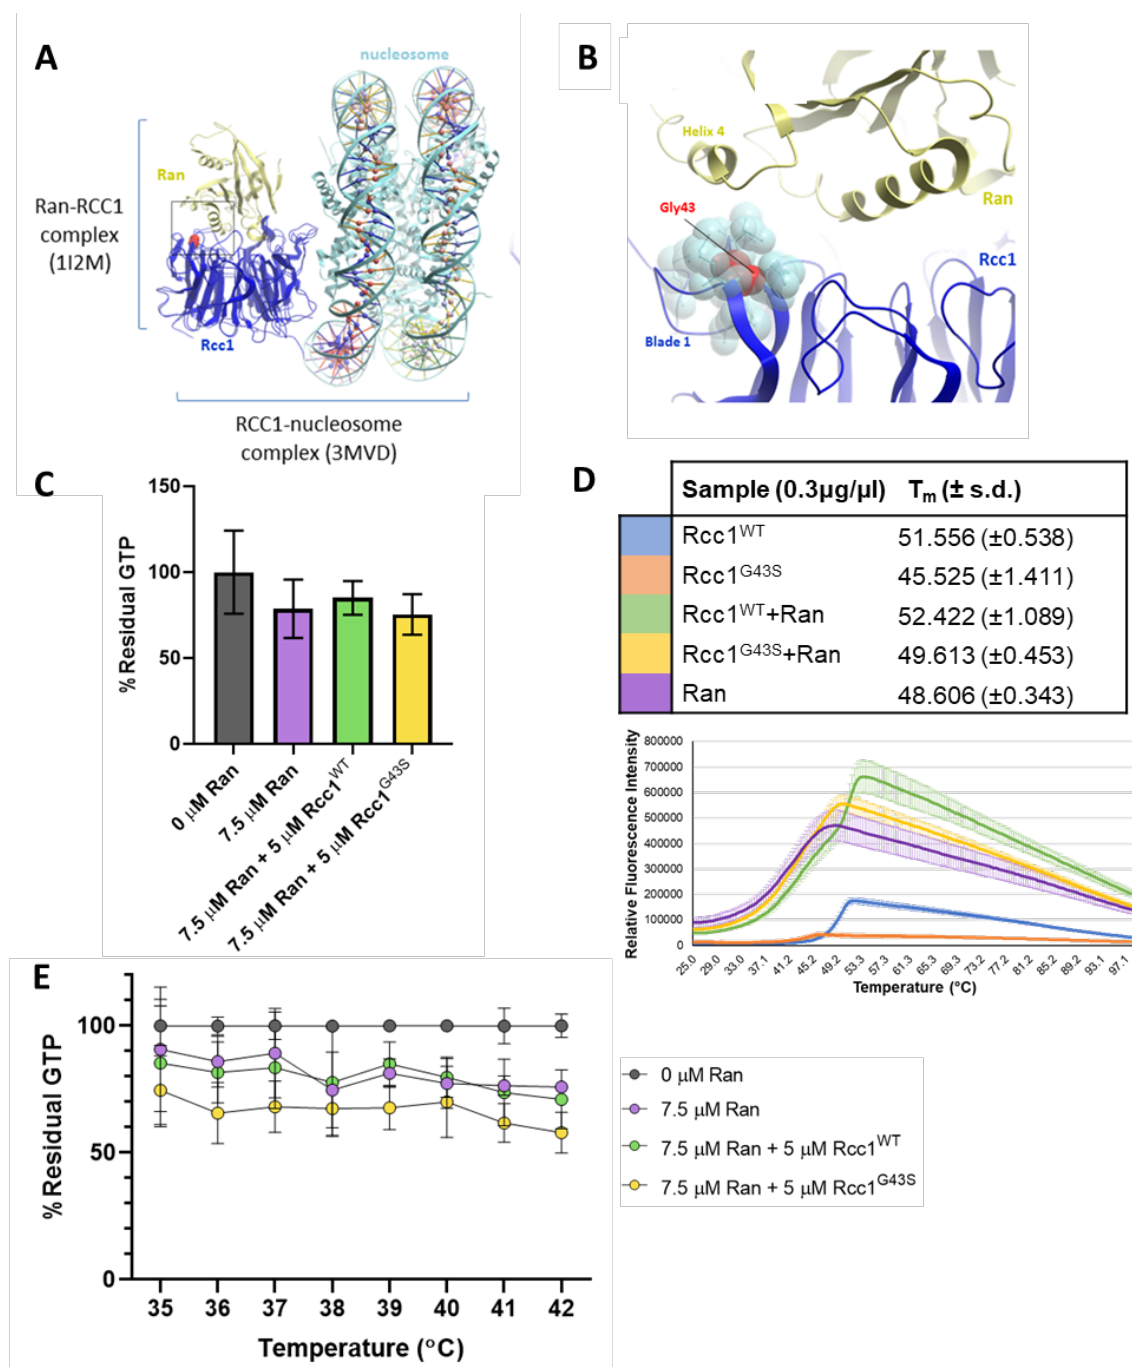 A
nucleosome
Ran
Ran-RCC1
complex
(1I2M)
Rcc1
RCC1-nucleosome
complex (3MVD)
B
Helix 4
Gly43
Ran
Rcc1
Blade 1
C
% Residual GTP
150
100
50
0
0 μM Ran
7.5 μM Ran
7.5 μM Ran + 5 μM Rcc1WT
7.5 μM Ran + 5 μM Rcc1G43S
D
Sample (0.3μg/μl) Tm (± s.d.)
Rcc1WT 51.556 (±0.538)
Rcc1G43S 45.525 (±1.411)
Rcc1WT+Ran 52.422 (±1.089)
Rcc1G43S+Ran 49.613 (±0.453)
Ran 48.606 (±0.343)
Relative Fluorescence Intensity
800000
700000
600000
500000
400000
300000
200000
100000
0
25.0 29.0 33.0 37.1 41.2 45.2 49.2 53.3 57.3 61.3 65.3 69.3 73.2 77.2 81.2 85.2 89.2 93.1 97.1
Temperature (°C)
E
% Residual GTP
100
50
0
35 36 37 38 39 40 41 42
Temperature (°C)
0 μM Ran
7.5 μM Ran
7.5 μM Ran + 5 μM Rcc1WT
7.5 μM Ran + 5 μM Rcc1G43S